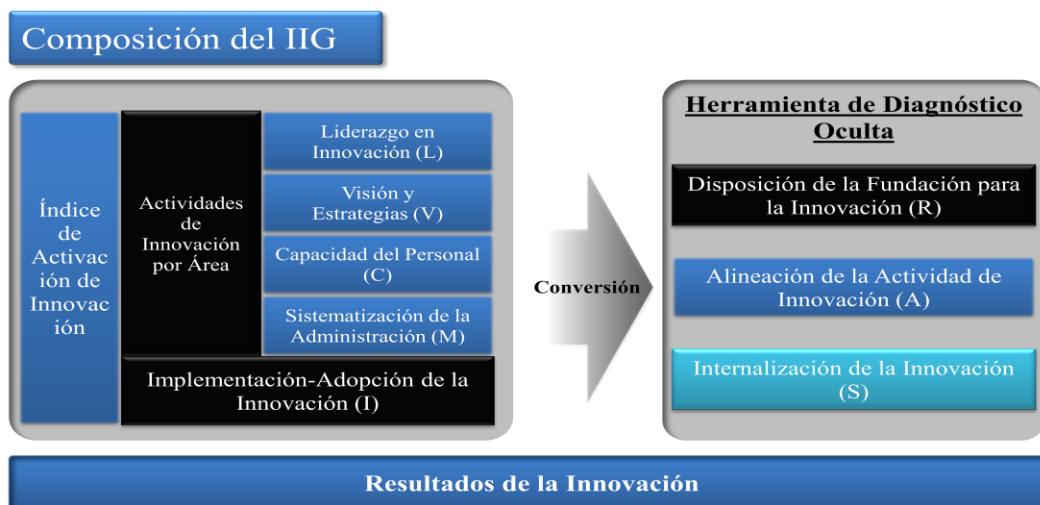 Composición del IIG
Índice
de
Activac
ión de
Innovac
ión
Actividades
de
Innovación
por Área
Liderazgo en
Innovación (L)
Visión y
Estrategias (V)
Capacidad del Personal
(C)
Sistematización de la
Administración (M)
Implementación-Adopción de la
Innovación (I)
Conversión
Herramienta de Diagnóstico
Oculta
Disposición de la Fundación para
la Innovación (R)
Alineación de la Actividad de
Innovación (A)
Internalización de la Innovación
(S)
Resultados de la Innovación